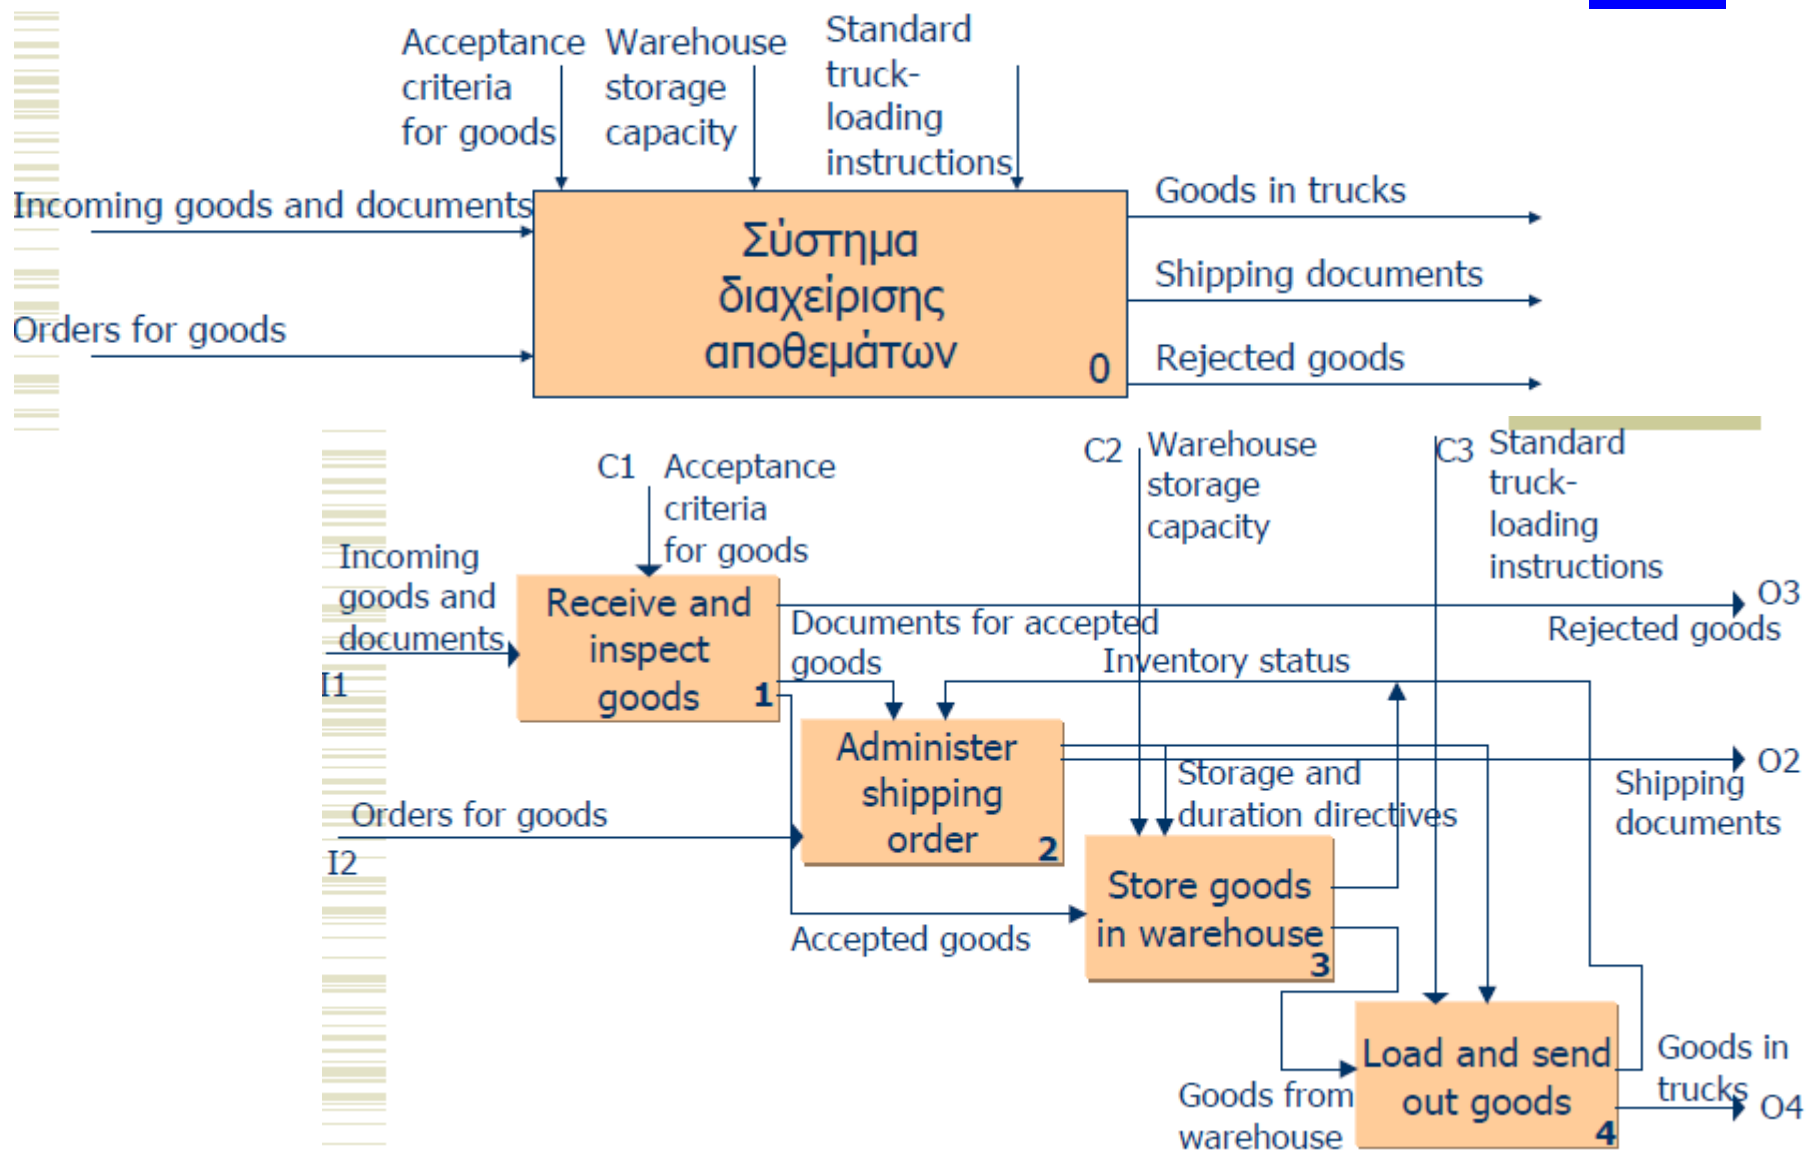 Acceptance
criteria
for goods
Warehouse
storage
capacity
Standard
truck-
loading
instructions
Incoming goods and documents
Orders for goods
Σύστημα
διαχείρισης
αποθεμάτων
0
Goods in trucks
Shipping documents
Rejected goods
C1
Acceptance
criteria
for goods
C2
Warehouse
storage
capacity
C3
Standard
truck-
loading
instructions
Incoming
goods and
documents
I1
Receive and
inspect
goods
1
Documents for accepted
goods
Inventory status
O3
Rejected goods
Administer
shipping
order
2
O2
Shipping
documents
Storage and
duration directives
Orders for goods
I2
Store goods
in warehouse
3
Accepted goods
Load and send
out goods
4
Goods from
warehouse
Goods in
trucks
O4